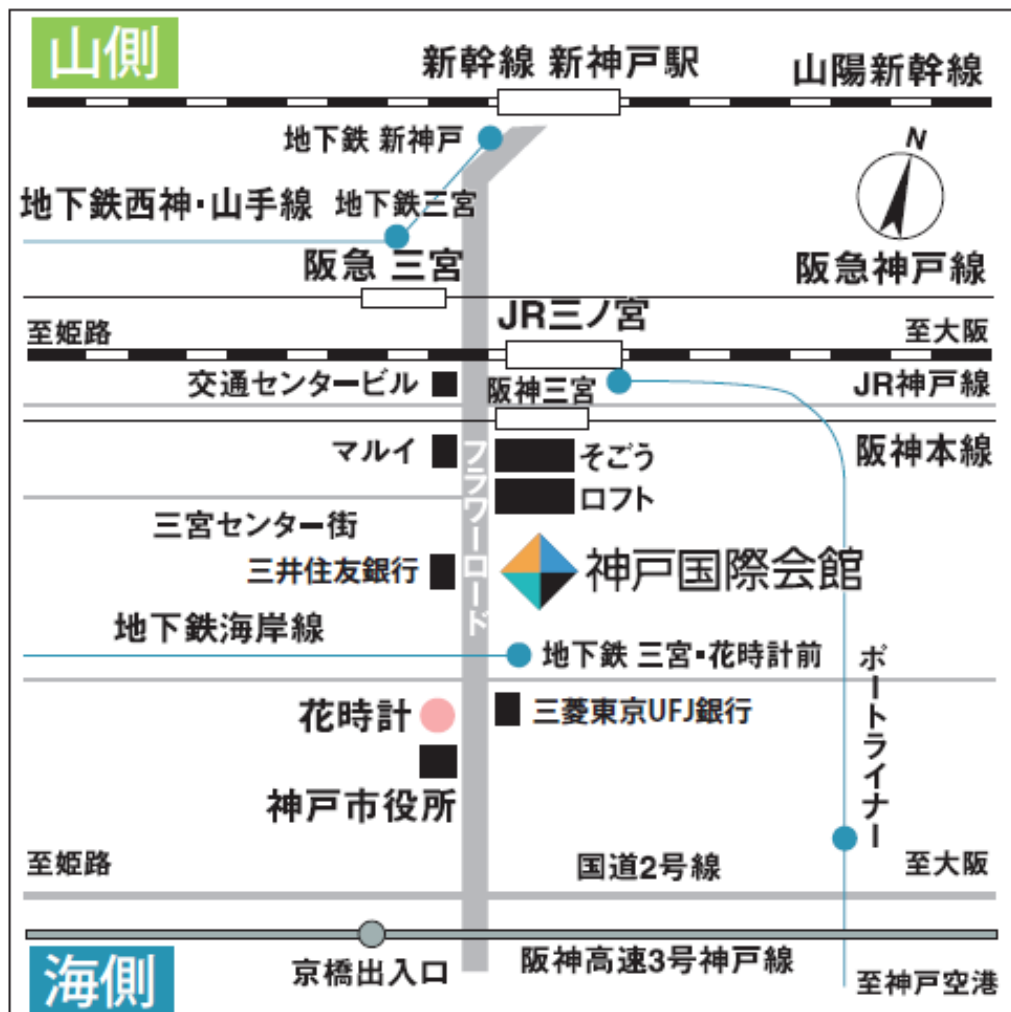 山側
新幹線 新神戸駅
山陽新幹線
地下鉄 新神戸
N
地下鉄西神・山手線
地下鉄三宮
阪急 三宮
阪急神戸線
至姫路
JR三ノ宮
至大阪
交通センタービル
阪神三宮
JR神戸線
マルイ
フラワーロード
そごう
阪神本線
ロフト
三宮センター街
三井住友銀行
神戸国際会館
地下鉄海岸線
地下鉄 三宮・花時計前
ポートライナー
花時計
三菱東京UFJ銀行
神戸市役所
至姫路
国道2号線
至大阪
海側
京橋出入口
阪神高速3号神戸線
至神戸空港